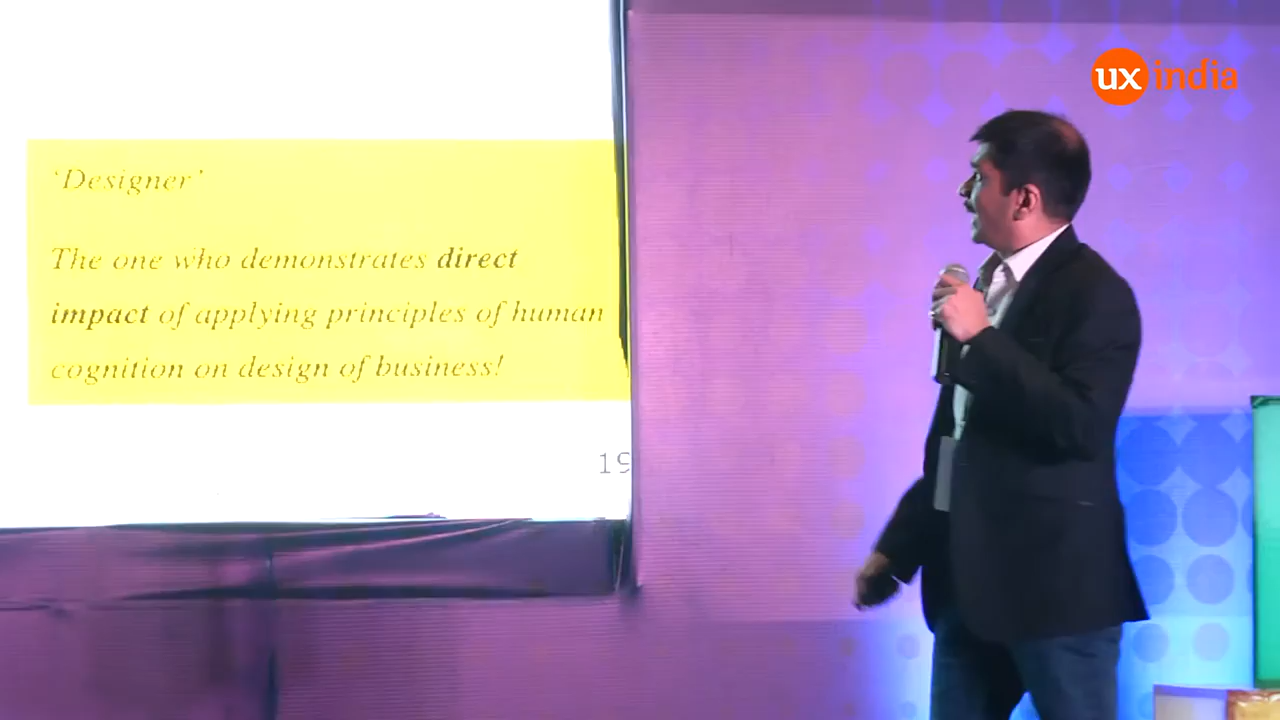 ux india
‘Designer’
The one who demonstrates direct
impact of applying principles of human
cognition on design of business!
19